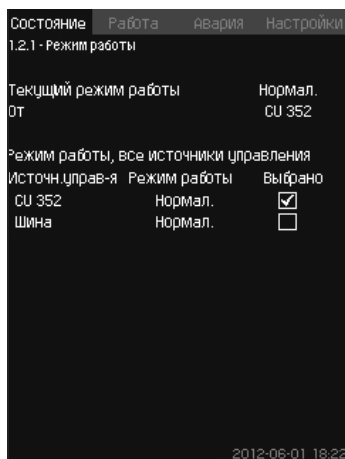 Состояние Работа Авария Настройки
1.2.1 - Режим работы
Текущий режим работы Нормал.
От CU 352
Режим работы, все источники управления
Источн.управ-я Режим работы Выбрано
CU 352 Нормал.
Шина Нормал.
2012-06-01 18:22